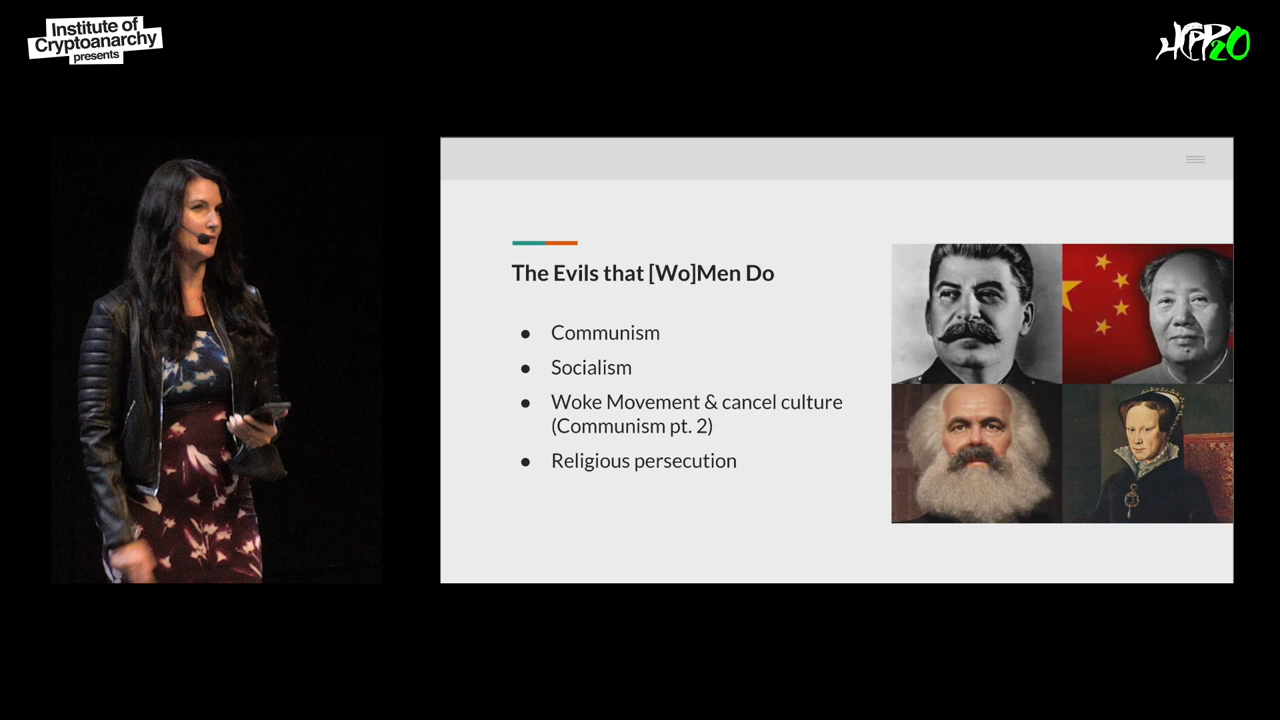 Institute of
Cryptoanarchy
presents
HCPP20
The Evils that [Wo]Men Do
● Communism
● Socialism
● Woke Movement & cancel culture
(Communism pt. 2)
● Religious persecution